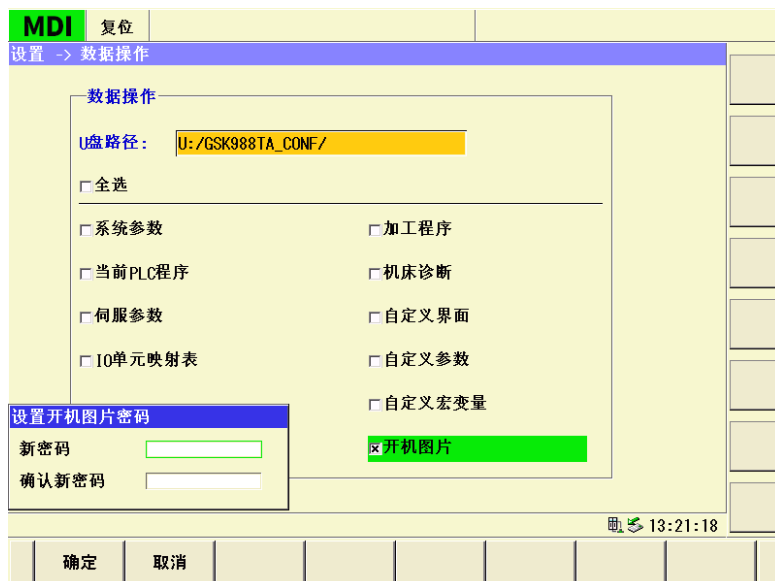 MDI 复位
设置 -> 数据操作
数据操作
U盘路径: U:/GSK988TA_CONF/
全选
系统参数 加工程序
当前PLC程序 机床诊断
伺服参数 自定义界面
IO单元映射表 自定义参数
自定义宏变量
设置开机图片密码
新密码 开机图片
确认新密码
13:21:18
确定 取消